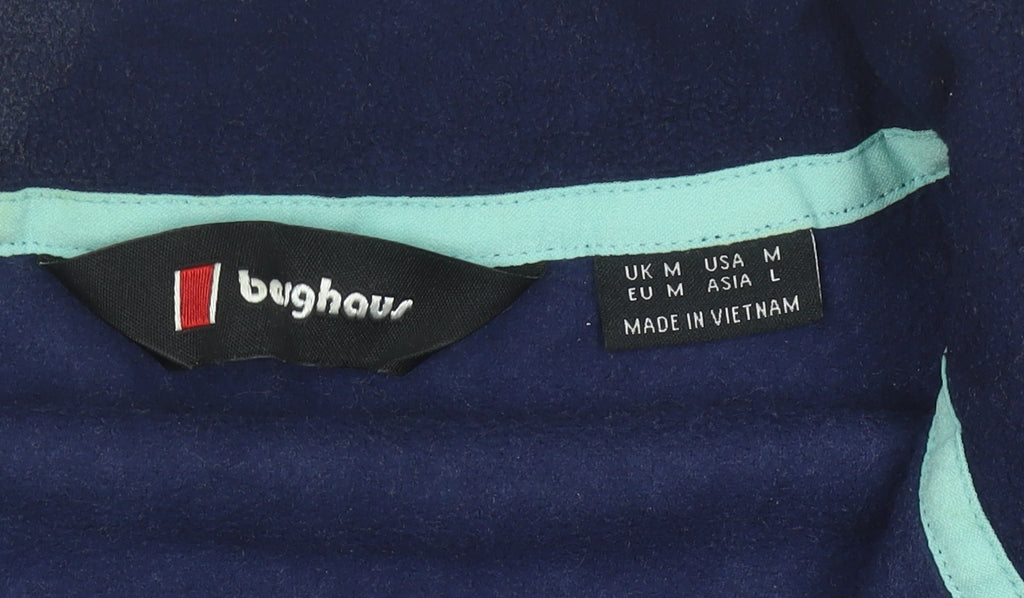 berghaus
UK M USA M
EU M ASIA L
MADE IN VIETNAM